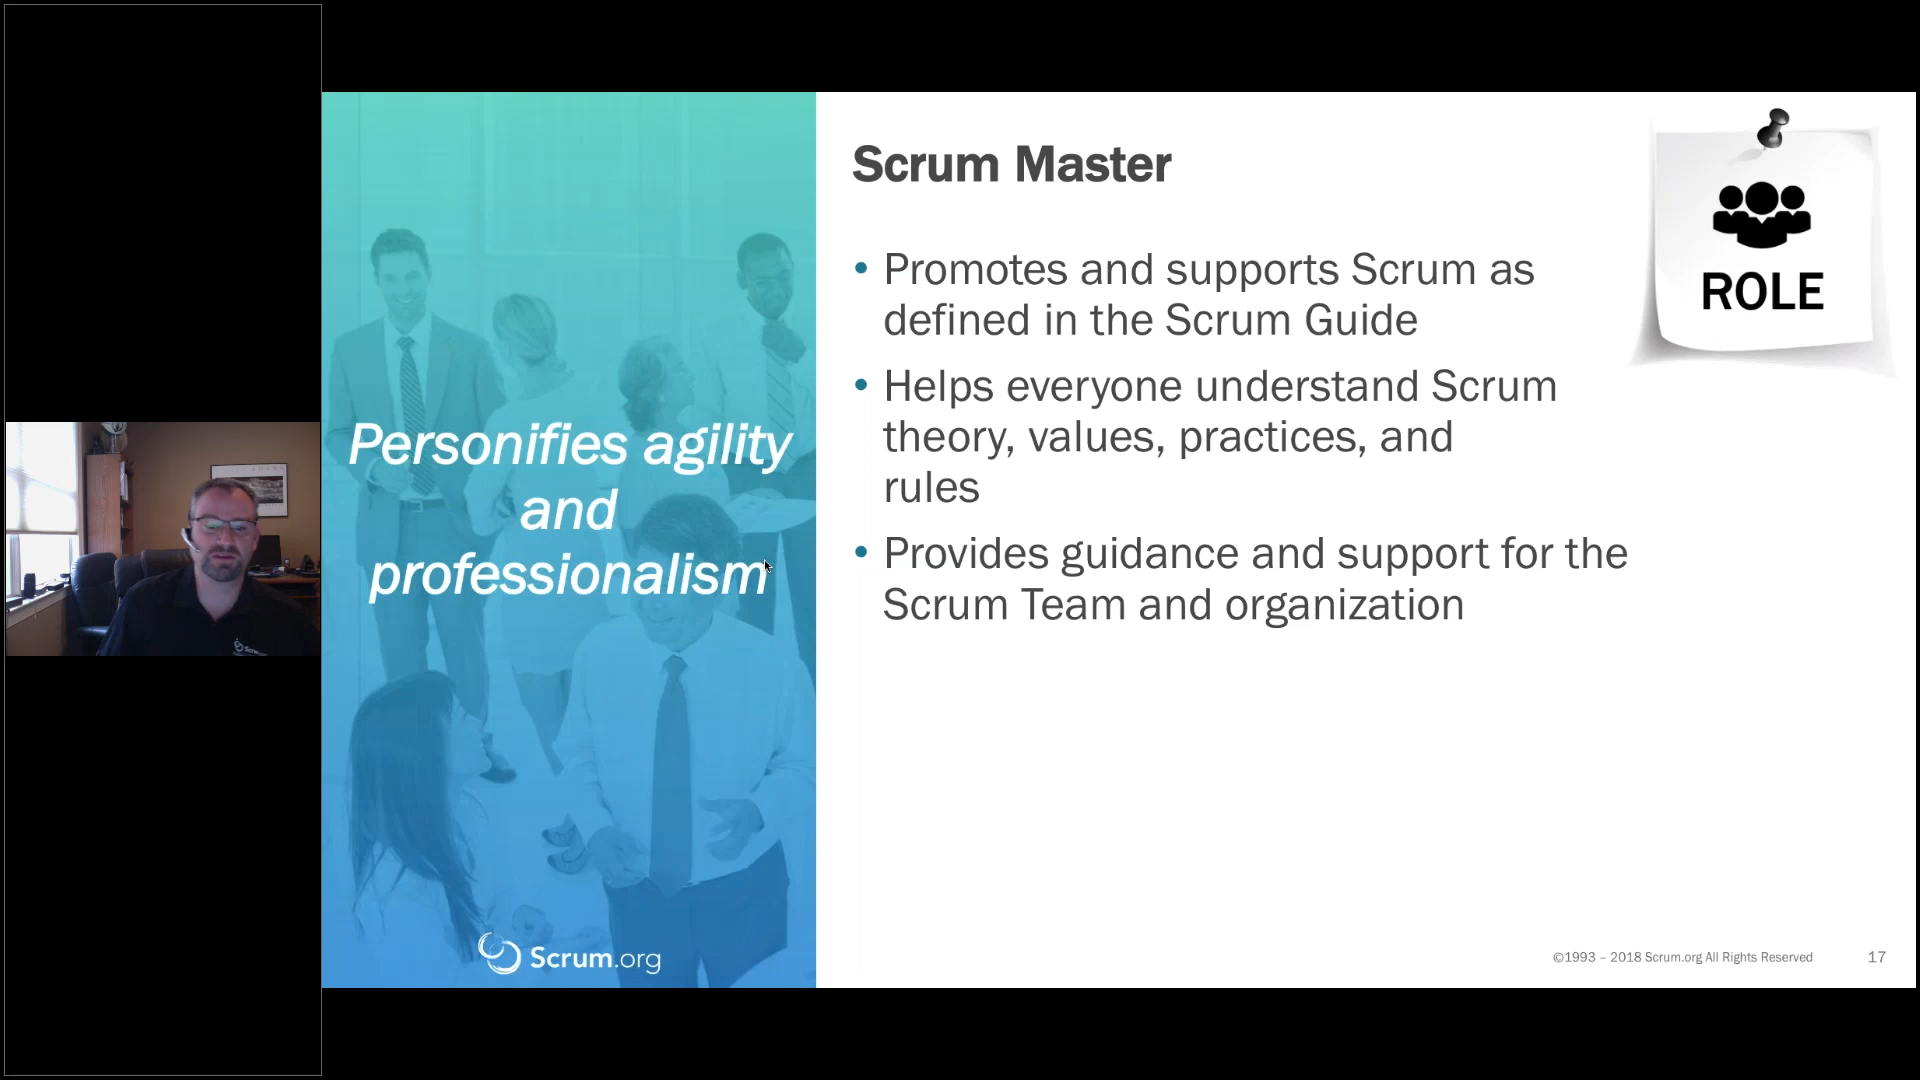 Scrum Master
ROLE
Personifies agility
and
professionalism
• Promotes and supports Scrum as
defined in the Scrum Guide
• Helps everyone understand Scrum
theory, values, practices, and
rules
• Provides guidance and support for the
Scrum Team and organization
Scrum.org
©1993 – 2018 Scrum.org All Rights Reserved
17